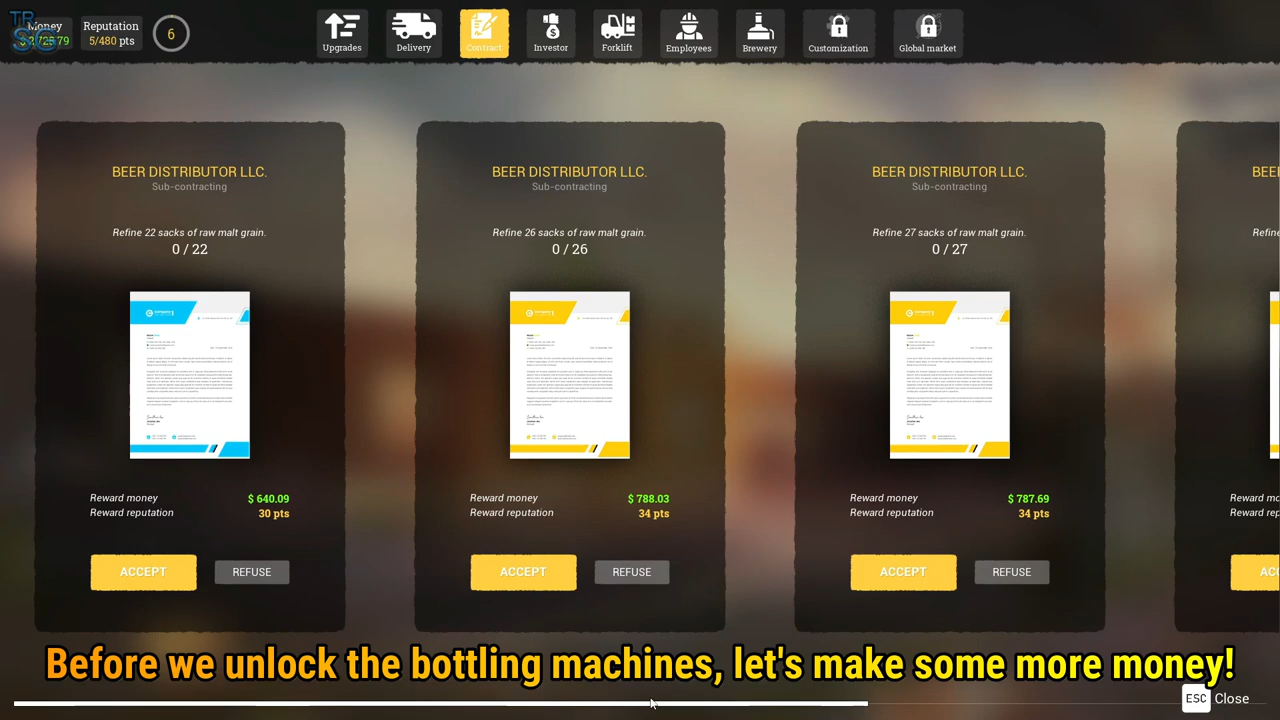 TR
SG
Money
Reputation
5/480 pts
6
Upgrades
Delivery
Contract
Investor
Forklift
Employees
Brewery
Customization
Global market
BEER DISTRIBUTOR LLC.
Sub-contracting
Refine 22 sacks of raw malt grain.
0 / 22
Reward money
$ 640.09
Reward reputation
30 pts
ACCEPT
REFUSE
BEER DISTRIBUTOR LLC.
Sub-contracting
Refine 26 sacks of raw malt grain.
0 / 26
Reward money
$ 788.03
Reward reputation
34 pts
ACCEPT
REFUSE
BEER DISTRIBUTOR LLC.
Sub-contracting
Refine 27 sacks of raw malt grain.
0 / 27
Reward money
$ 787.69
Reward reputation
34 pts
ACCEPT
REFUSE
Before we unlock the bottling machines, let's make some more money!
ESC Close